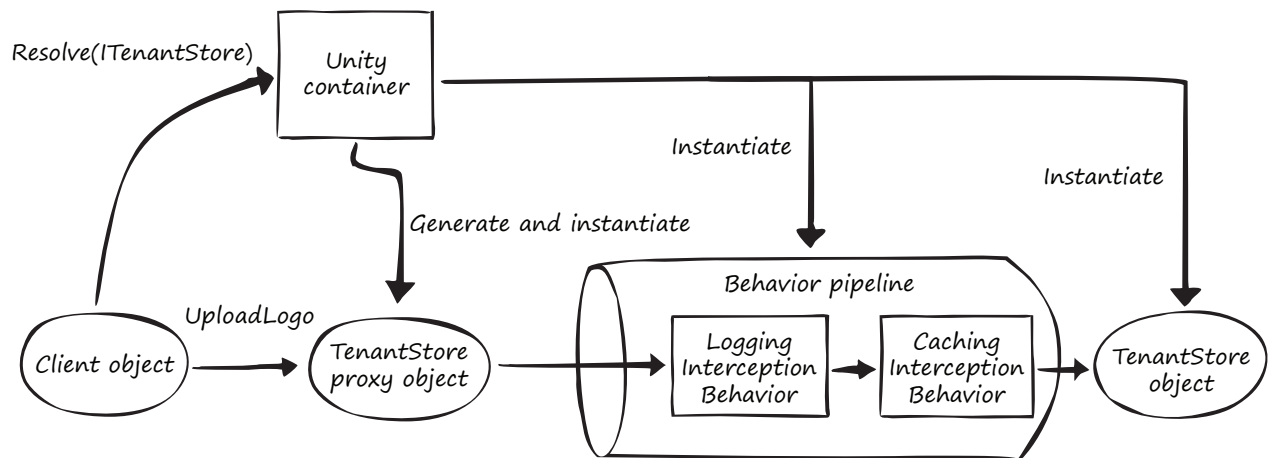 Resolve(ITenantStore)
Unity
container
Instantiate
Instantiate
Generate and instantiate
Behavior pipeline
UploadLogo
Client object
TenantStore
proxy object
Logging
Interception
Behavior
Caching
Interception
Behavior
TenantStore
object